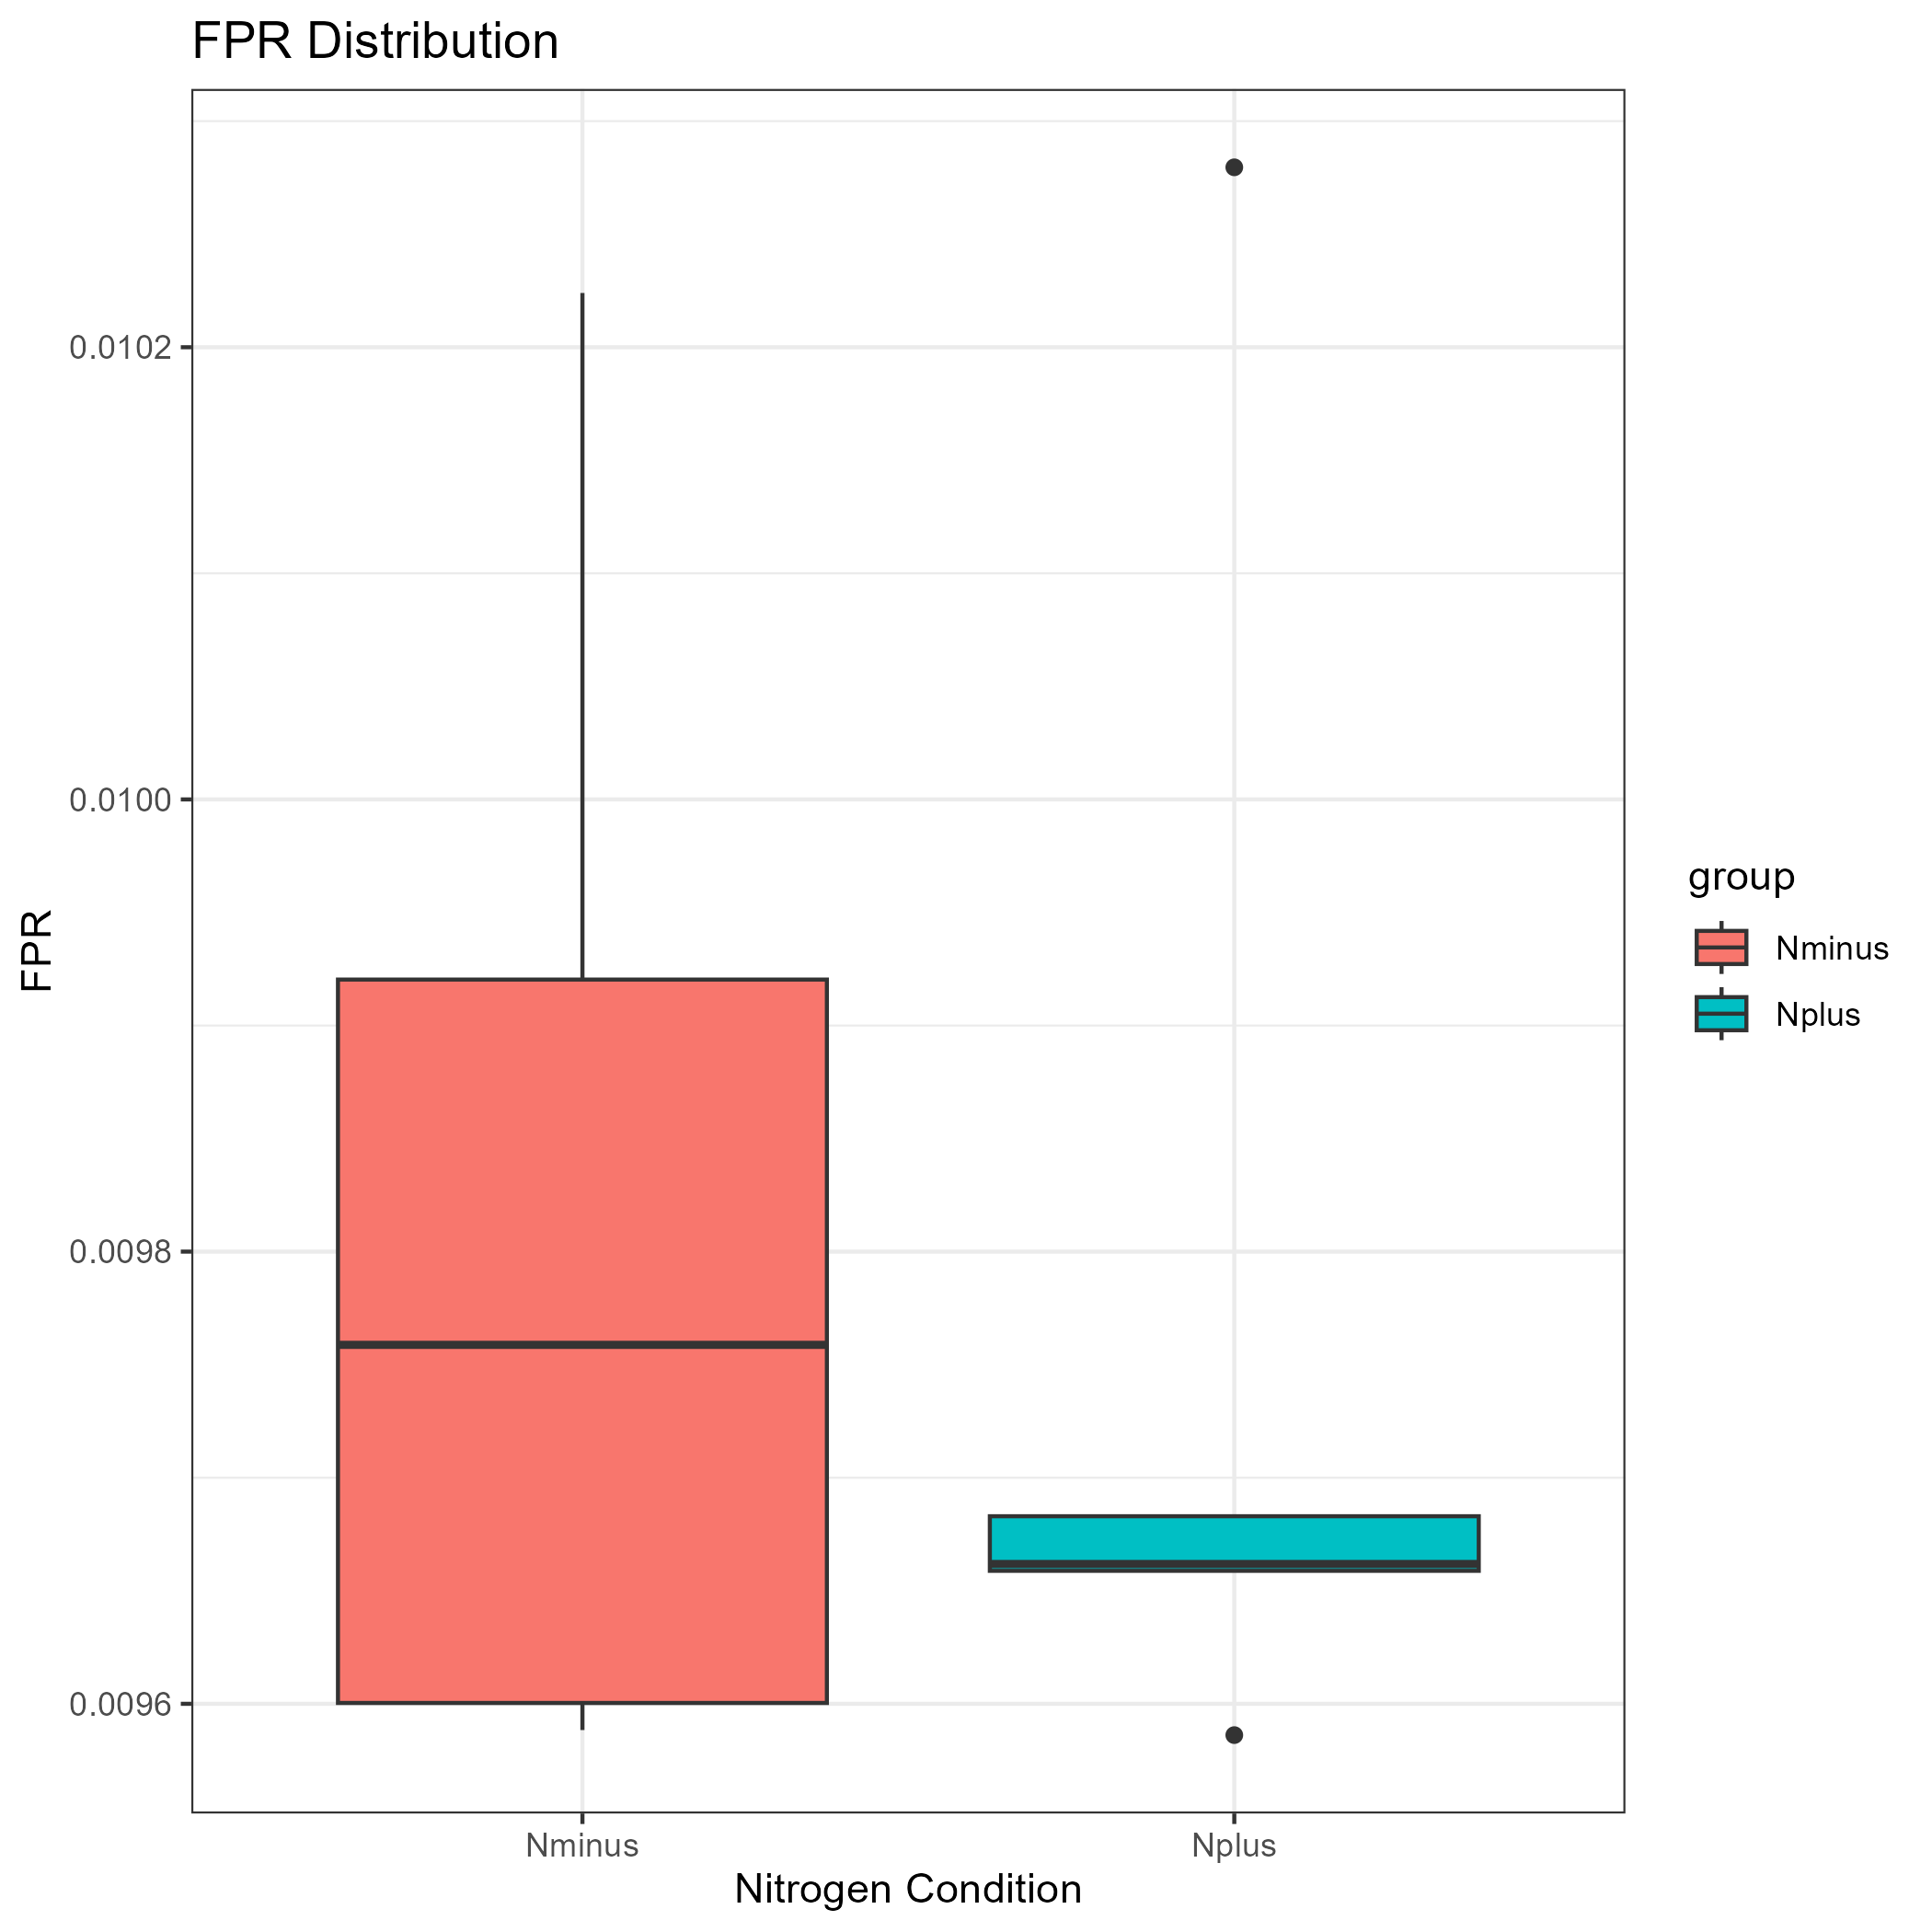 FPR Distribution
0.0102
0.0100
0.0098
0.0096
FPR
Nminus
Nplus
Nitrogen Condition
group
Nminus
Nplus